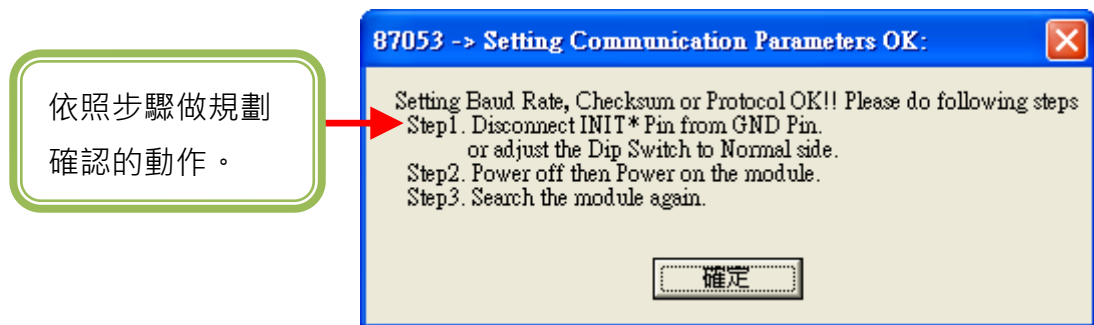 依照步驟做規劃
確認的動作。
87053 -> Setting Communication Parameters OK:
Setting Baud Rate, Checksum or Protocol OK!! Please do following steps
Step1. Disconnect INIT* Pin from GND Pin.
or adjust the Dip Switch to Normal side.
Step2. Power off then Power on the module.
Step3. Search the module again.
確定